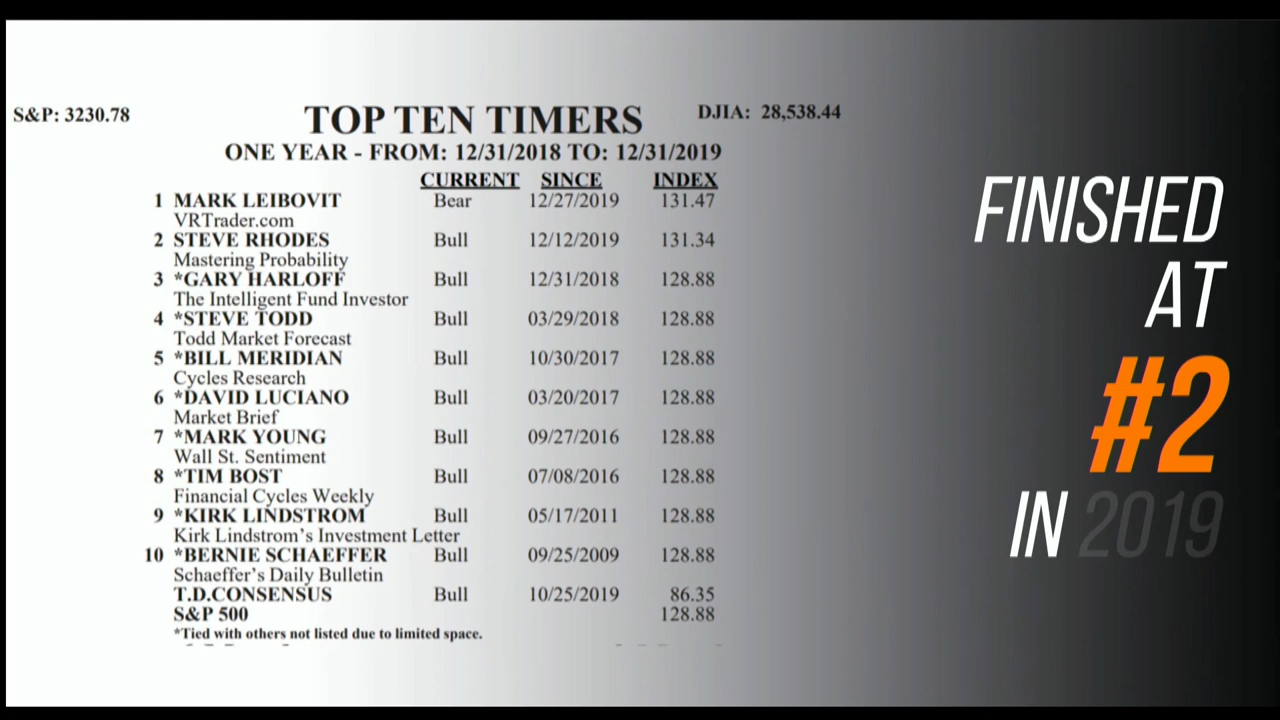 S&P: 3230.78 TOP TEN TIMERS DJIA: 28,538.44
ONE YEAR - FROM: 12/31/2018 TO: 12/31/2019
CURRENT SINCE INDEX
1 MARK LEIBOVIT Bear 12/27/2019 131.47
VRTrader.com
2 STEVE RHODES Bull 12/12/2019 131.34
Mastering Probability
3 *GARY HARLOFF Bull 12/31/2018 128.88
The Intelligent Fund Investor
4 *STEVE TODD Bull 03/29/2018 128.88
Todd Market Forecast
5 *BILL MERIDIAN Bull 10/30/2017 128.88
Cycles Research
6 *DAVID LUCIANO Bull 03/20/2017 128.88
Market Brief
7 *MARK YOUNG Bull 09/27/2016 128.88
Wall St. Sentiment
8 *TIM BOST Bull 07/08/2016 128.88
Financial Cycles Weekly
9 *KIRK LINDSTROM Bull 05/17/2011 128.88
Kirk Lindstrom's Investment Letter
10 *BERNIE SCHAEFFER Bull 09/25/2009 128.88
Schaeffer's Daily Bulletin
T.D.CONSENSUS Bull 10/25/2019 86.35
S&P 500 128.88
*Tied with others not listed due to limited space.
FINISHED
AT
#2
IN 2019